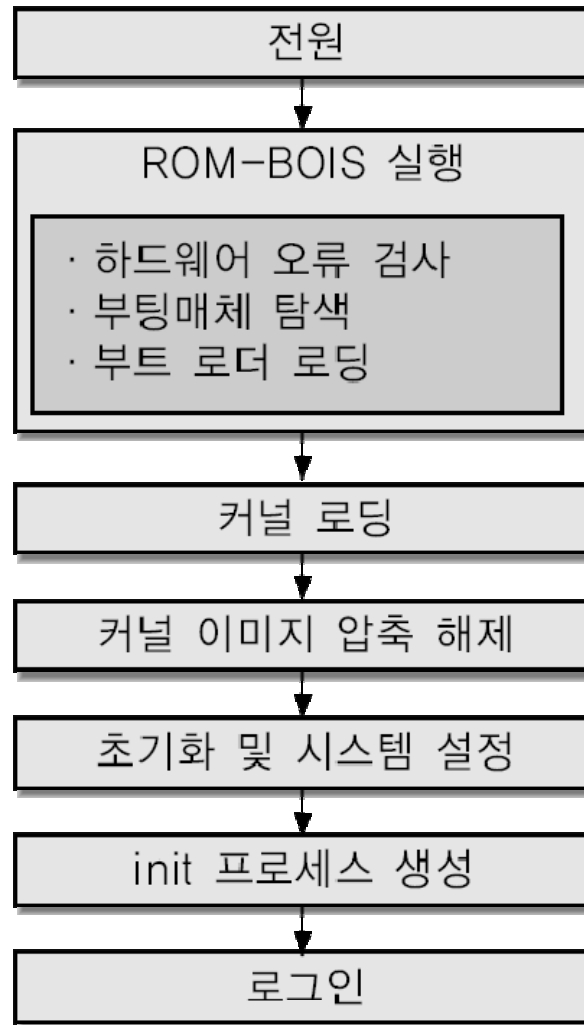 전원
ROM-BOIS 실행
· 하드웨어 오류 검사
· 부팅매체 탐색
· 부트 로더 로딩
커널 로딩
커널 이미지 압축 해제
초기화 및 시스템 설정
init 프로세스 생성
로그인